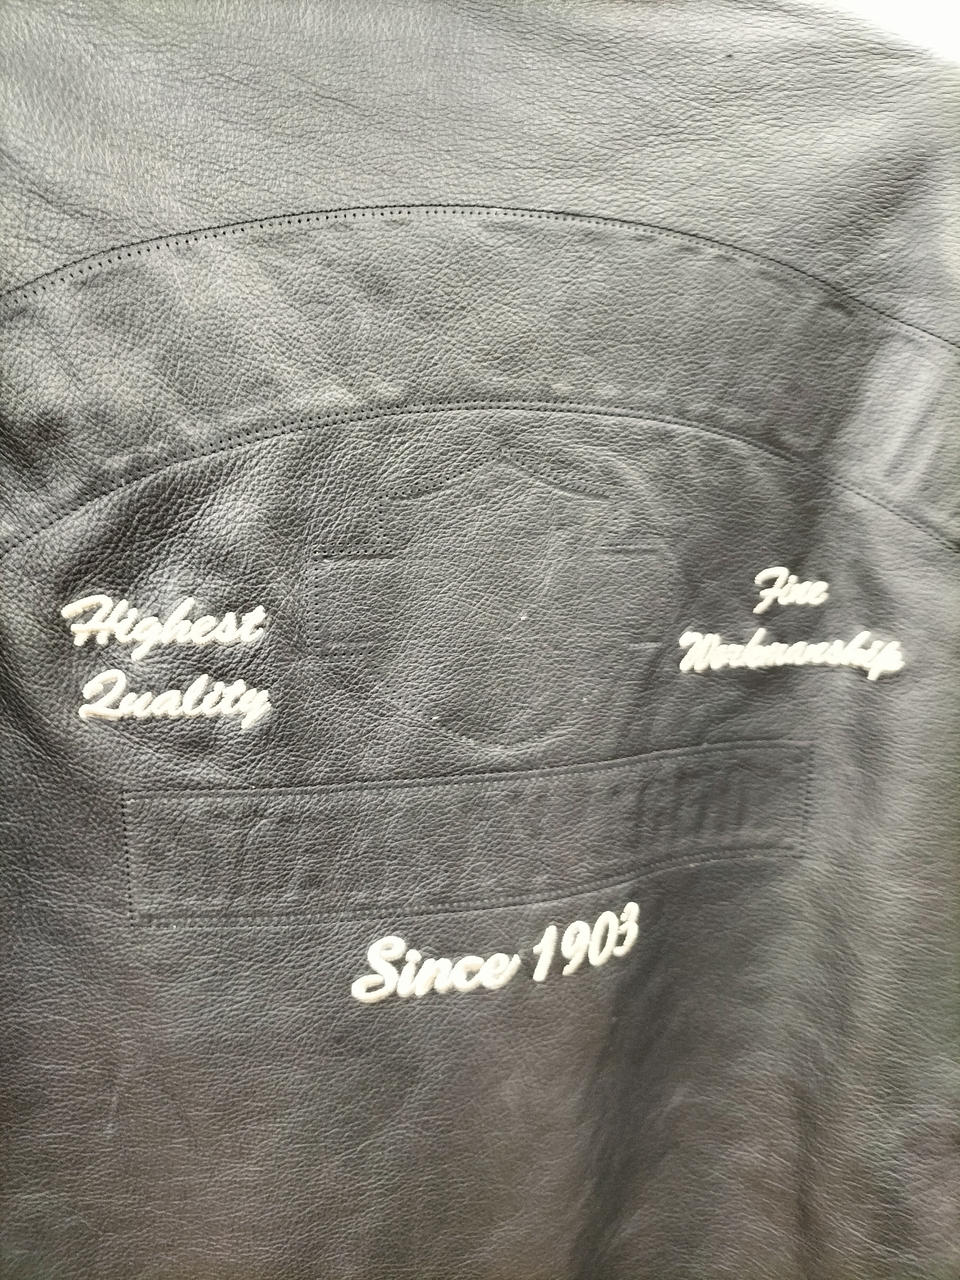 Highest
Quality
Fine
Workmanship
Since 1903